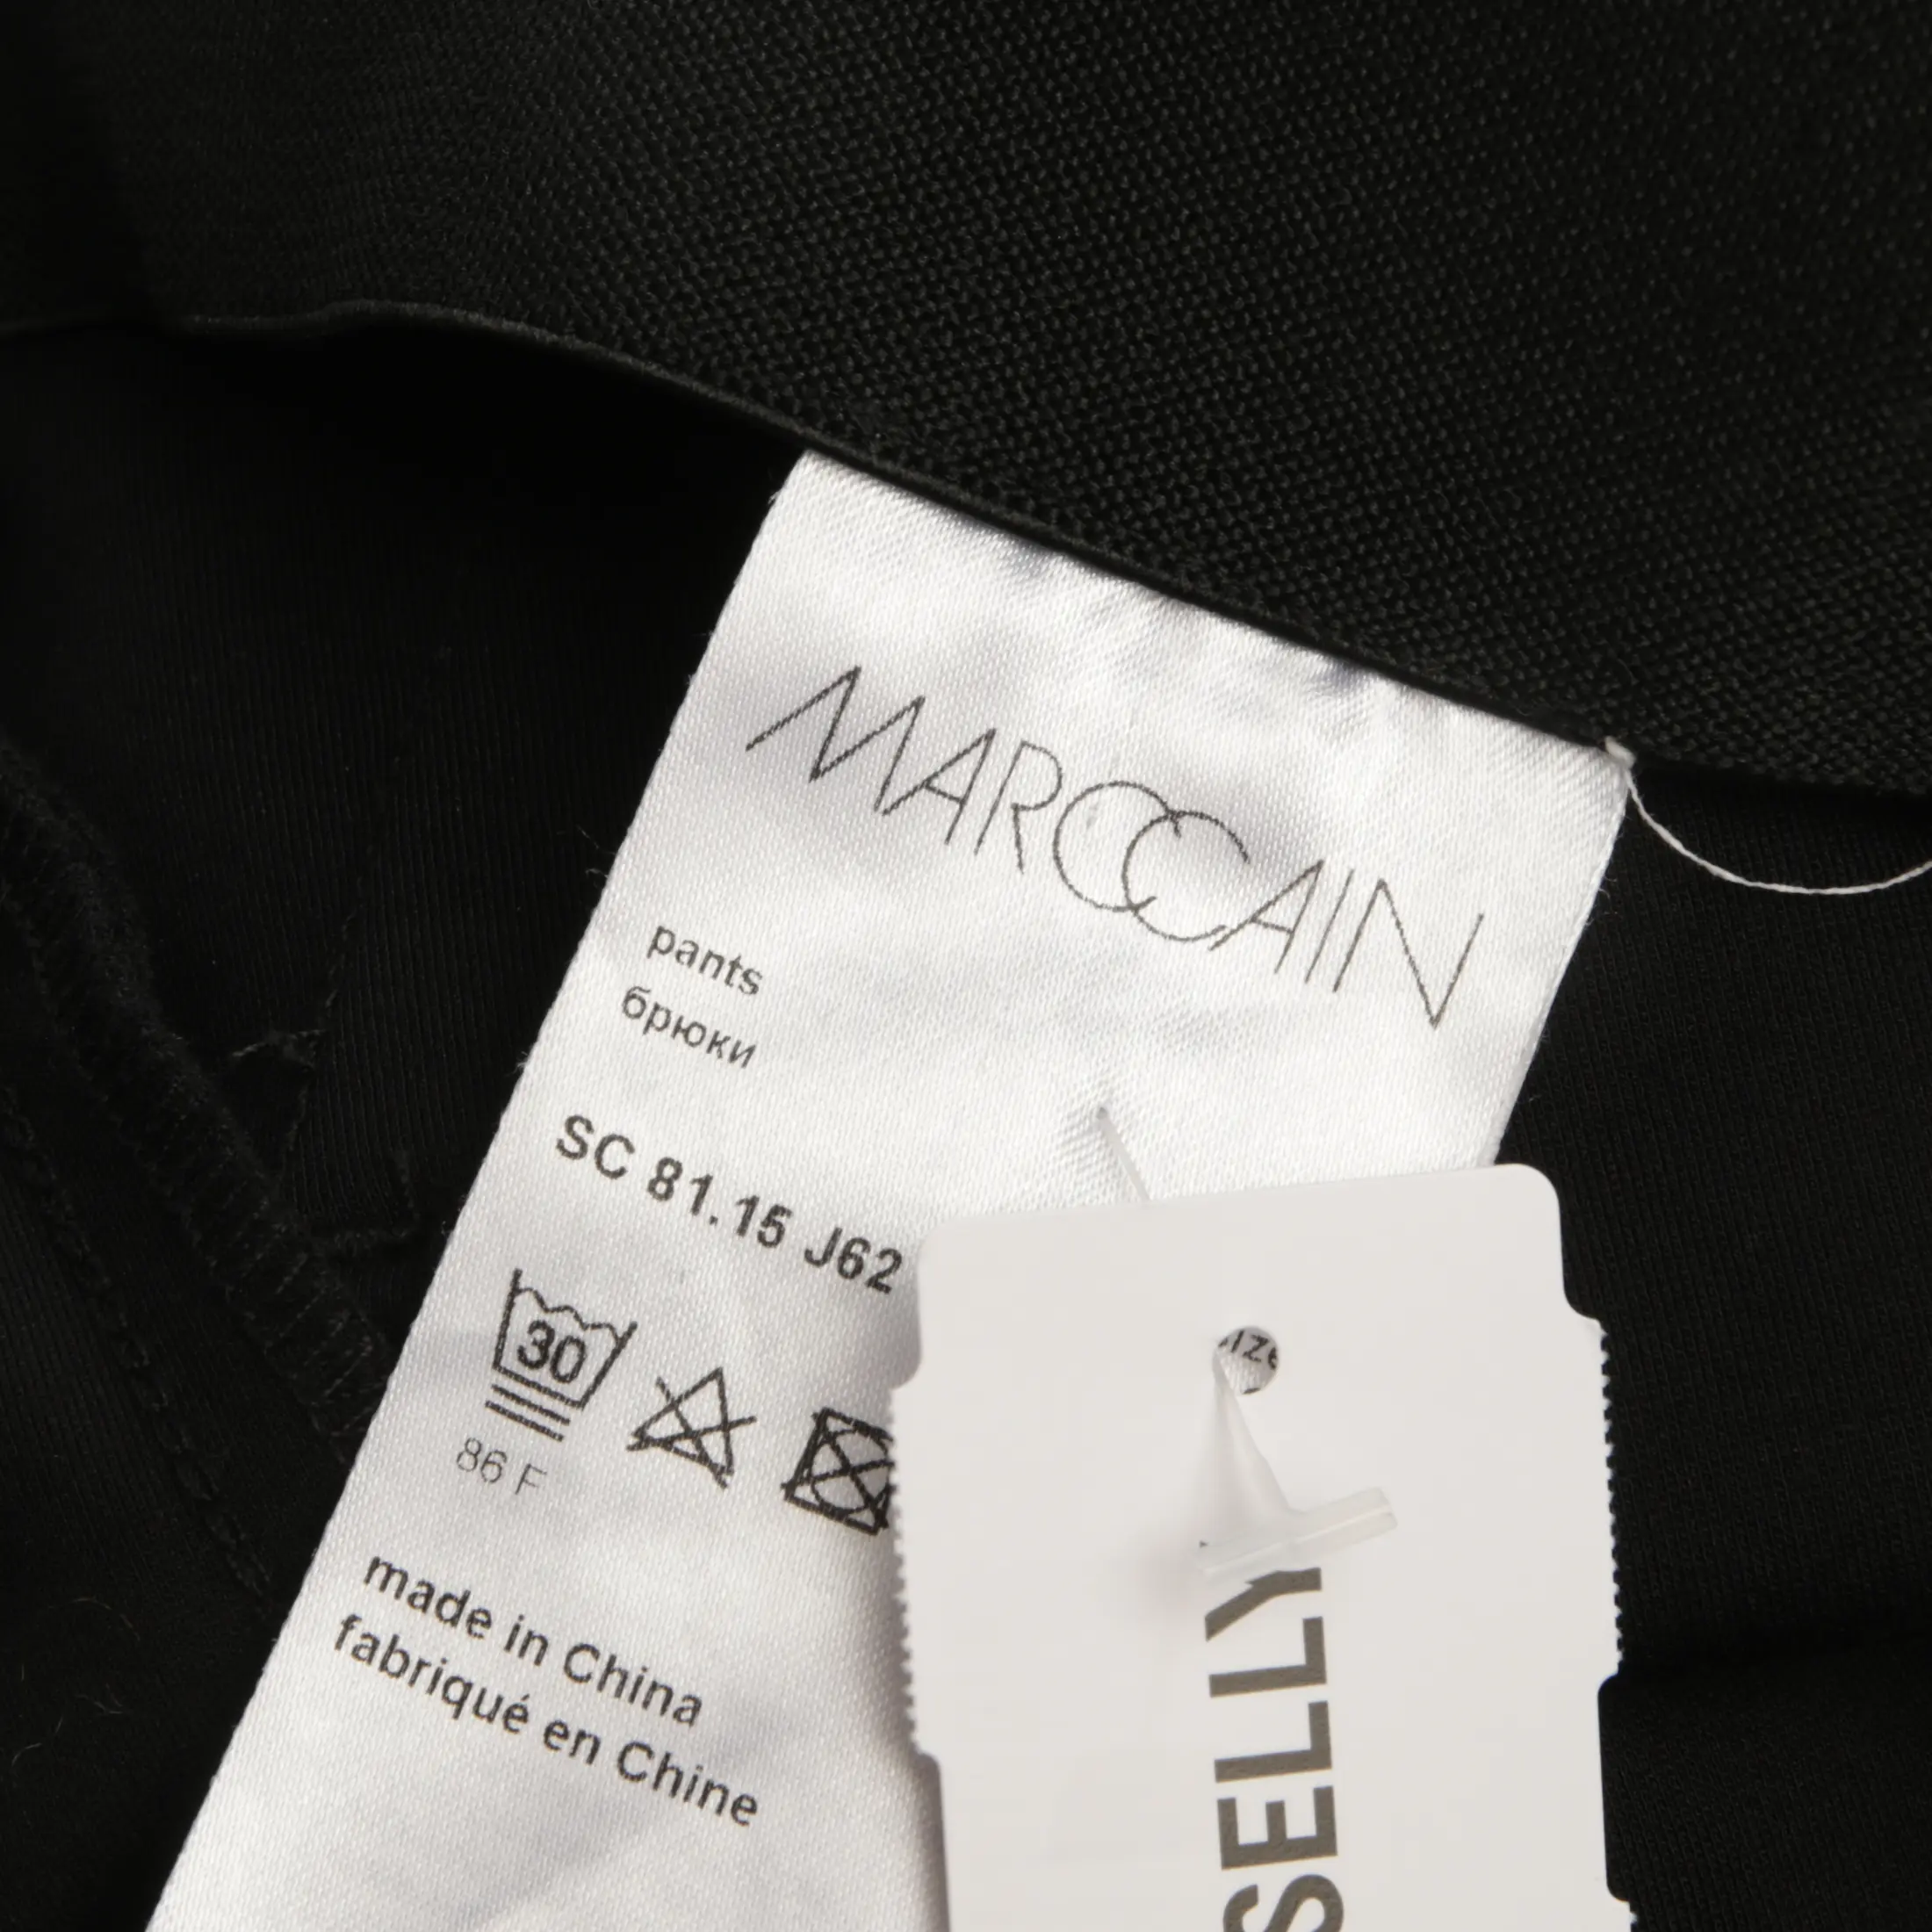 MARCCAIN
pants
брюки
SC 81.15 J62
30
86 F
made in China
fabriqué en Chine
SELLY